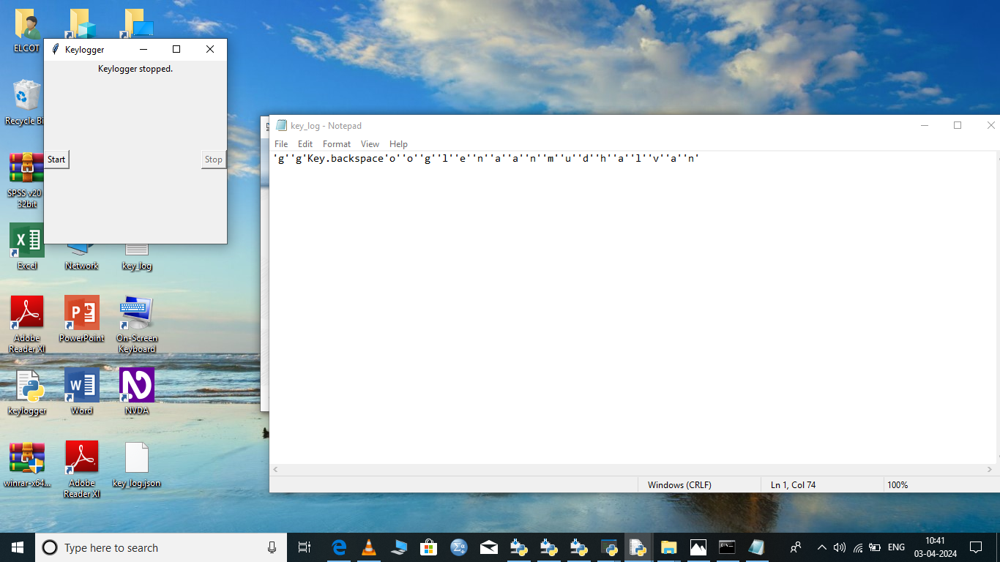 ELCOT
Keylogger
Keylogger stopped.
Start
Stop
Recycle Bi
SPSS v20
32bit
Excel
Network
key_log
Adobe
Reader XI
PowerPoint
On-Screen
Keyboard
keylogger
Word
NVDA
winrar-x64...
Adobe
Reader XI
key_log.json
key_log - Notepad
File Edit Format View Help
'g''g'Key.backspace'o''o''g''l''e''n''a''a''n''m''u''d''h''a''l''v''a''n'
Windows (CRLF)
Ln 1, Col 74
100%
Type here to search
ENG
10:41
03-04-2024